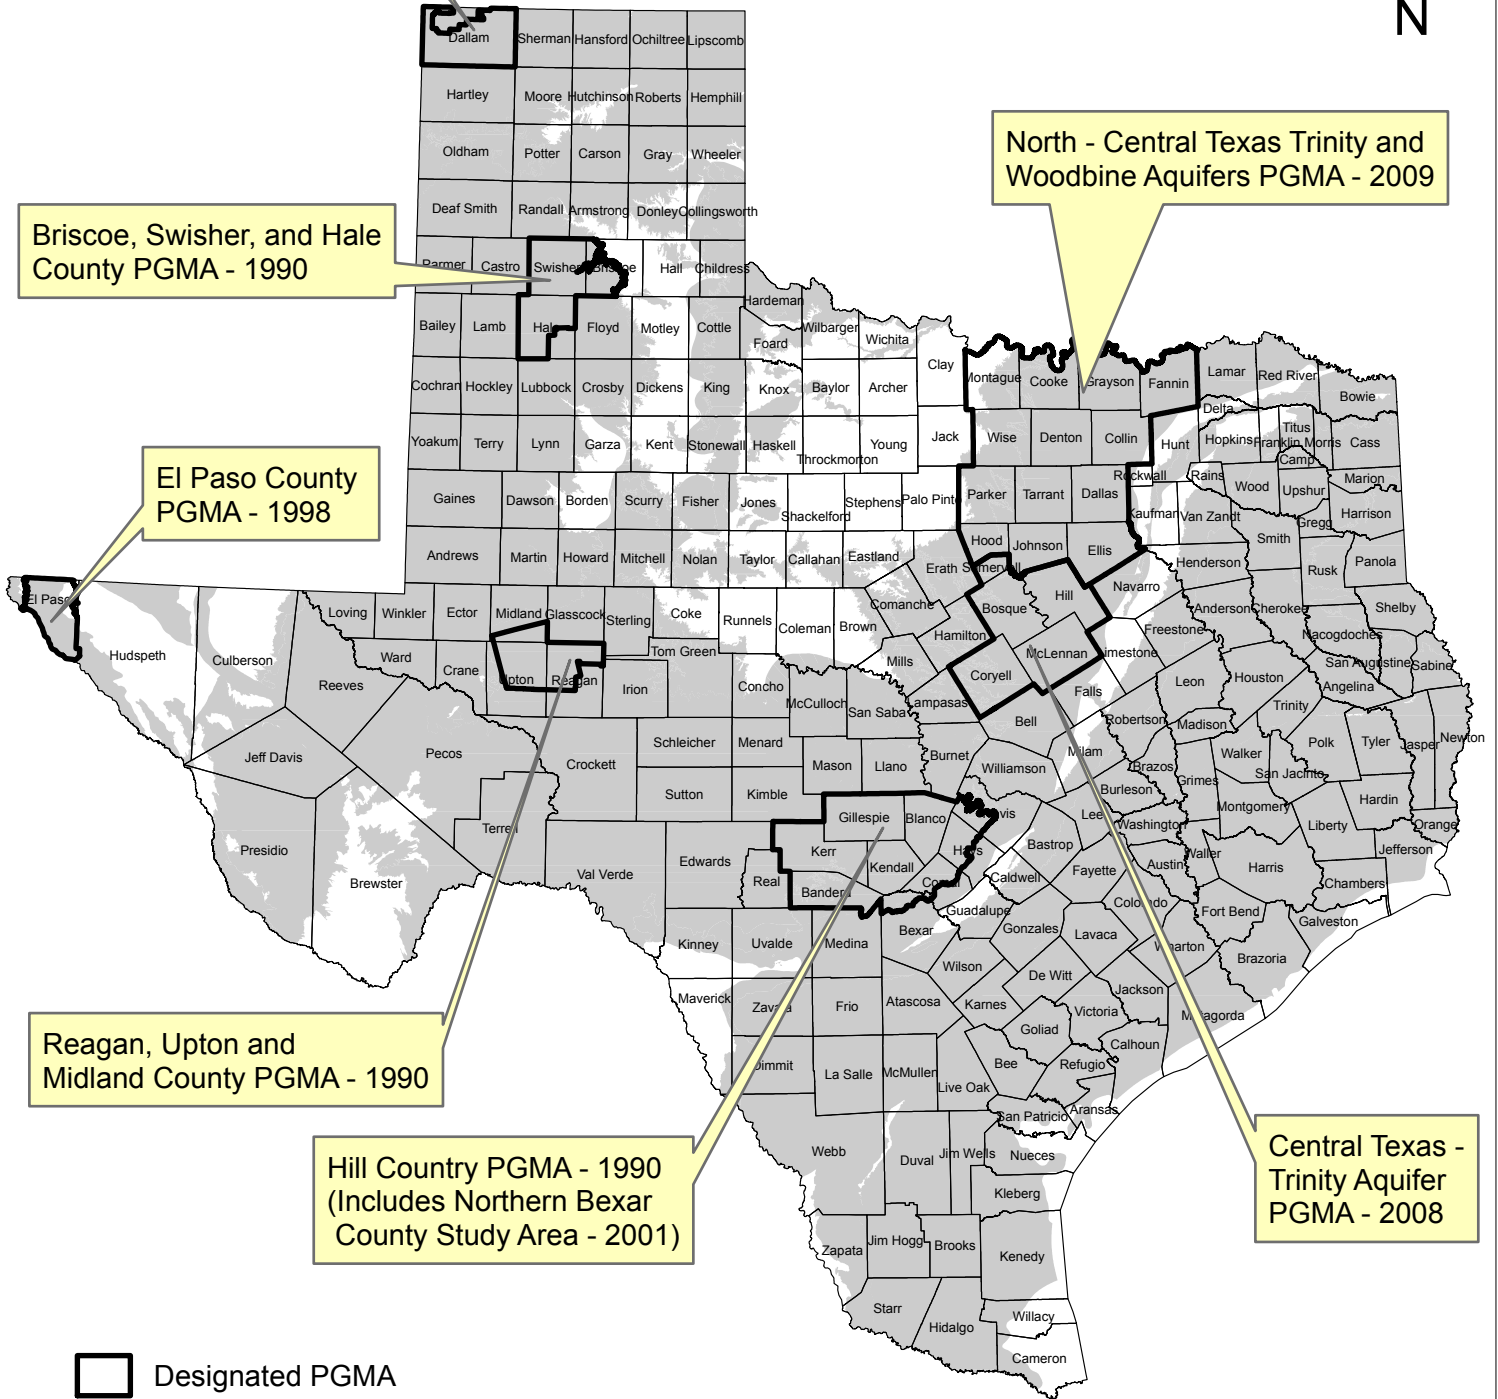 N
Dallam Sherman Hansford Ochiltree Lipscomb
Hartley Moore Hutchinson Roberts Hemphill
Oldham Potter Carson Gray Wheeler
North - Central Texas Trinity and
Woodbine Aquifers PGMA - 2009
Deaf Smith Randall Armstrong Donley Collingsworth
Briscoe, Swisher, and Hale
County PGMA - 1990
Parmer Castro Swisher Briscoe Hall Childress
Bailey Lamb Hale Floyd Motley Cottle
Hardeman
Foard Wilbarger Wichita Clay
Montague Cooke Grayson Fannin Lamar Red River Bowie
Cochran Hockley Lubbock Crosby Dickens King Knox Baylor Archer
Delta
Yoakum Terry Lynn Garza Kent Stonewall Haskell Throckmorton Young Jack
Wise Denton Collin Hunt Hopkins Franklin Titus Morris Cass
Camp
El Paso County
PGMA - 1998
Gaines Dawson Borden Scurry Fisher Jones Shackelford Stephens Palo Pinto
Parker Tarrant Dallas Rockwall Rains Wood Upshur Marion
Kaufman Van Zandt Gregg Harrison
Andrews Martin Howard Mitchell Nolan Taylor Callahan Eastland
Hood Johnson Ellis Smith
Erath Somervell Henderson Rusk Panola
El Paso Hudspeth Culberson
Loving Winkler Ector Midland Glasscock Sterling Coke Runnels Coleman Brown Comanche
Bosque Hill Navarro Anderson Cherokee Shelby
Hamilton Freestone Nacogdoches
Reeves Ward Crane Upton Reagan Irion Tom Green Concho
Mills McLennan Limestone San Augustine Sabine
McCulloch San Saba Lampasas Coryell Falls Leon Houston Angelina
Bell Robertson Madison Trinity
Jeff Davis Pecos Crockett Schleicher Menard Mason Llano Burnet
Williamson Milam Brazos Grimes Walker San Jacinto Polk Tyler Jasper Newton
Sutton Kimble Burleson Montgomery Hardin
Presidio Brewster Terrell Val Verde Edwards
Gillespie Blanco Travis Lee Washington Liberty Orange
Kerr Kendall Hays Bastrop Austin Waller Harris Jefferson
Real Bandera Comal Caldwell Fayette Chambers
Guadalupe Colorado Fort Bend Galveston
Kinney Uvalde Medina Bexar Gonzales Lavaca Wharton Brazoria
Wilson De Witt
Maverick Zavala Frio Atascosa Karnes Jackson Matagorda
Victoria
Goliad Calhoun
Reagan, Upton and
Midland County PGMA - 1990
Dimmit La Salle McMullen Live Oak Bee Refugio
San Patricio Aransas
Hill Country PGMA - 1990
(Includes Northern Bexar
County Study Area - 2001)
Webb Duval Jim Wells Nueces
Kleberg
Central Texas -
Trinity Aquifer
PGMA - 2008
Zapata Jim Hogg Brooks Kenedy
Starr Hidalgo Willacy
Cameron
Designated PGMA